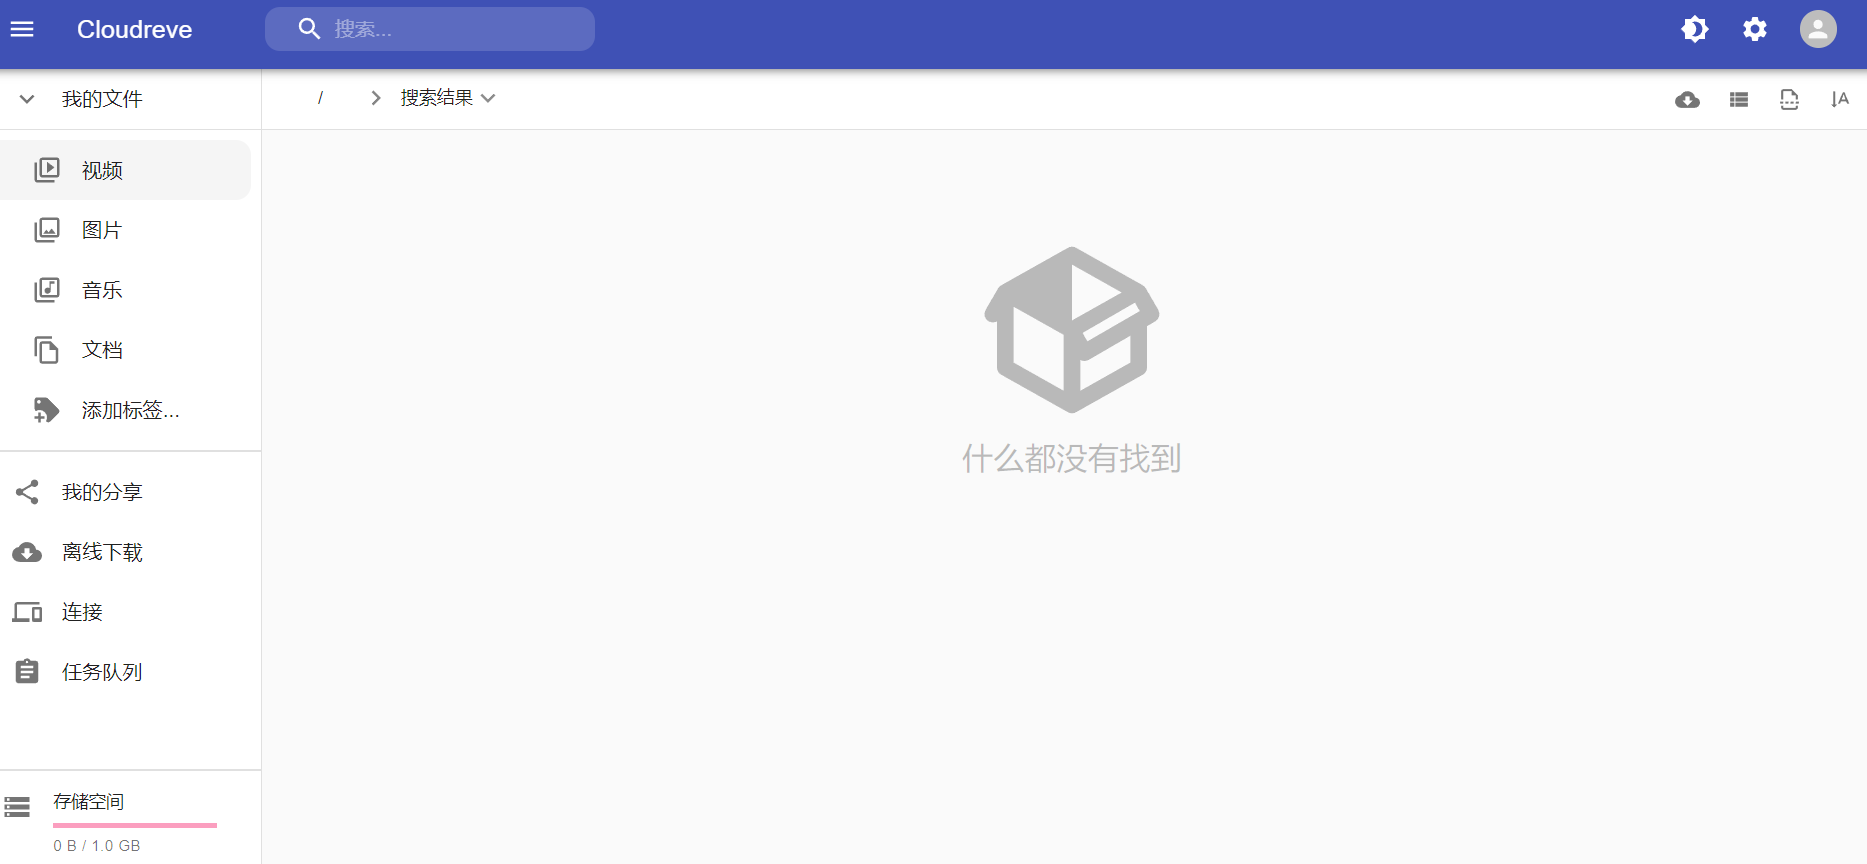 Cloudreve
搜索...
我的文件
/
搜索结果
A
视频
图片
音乐
文档
添加标签...
什么都没有找到
我的分享
离线下载
连接
任务队列
存储空间
0 B / 1.0 GB